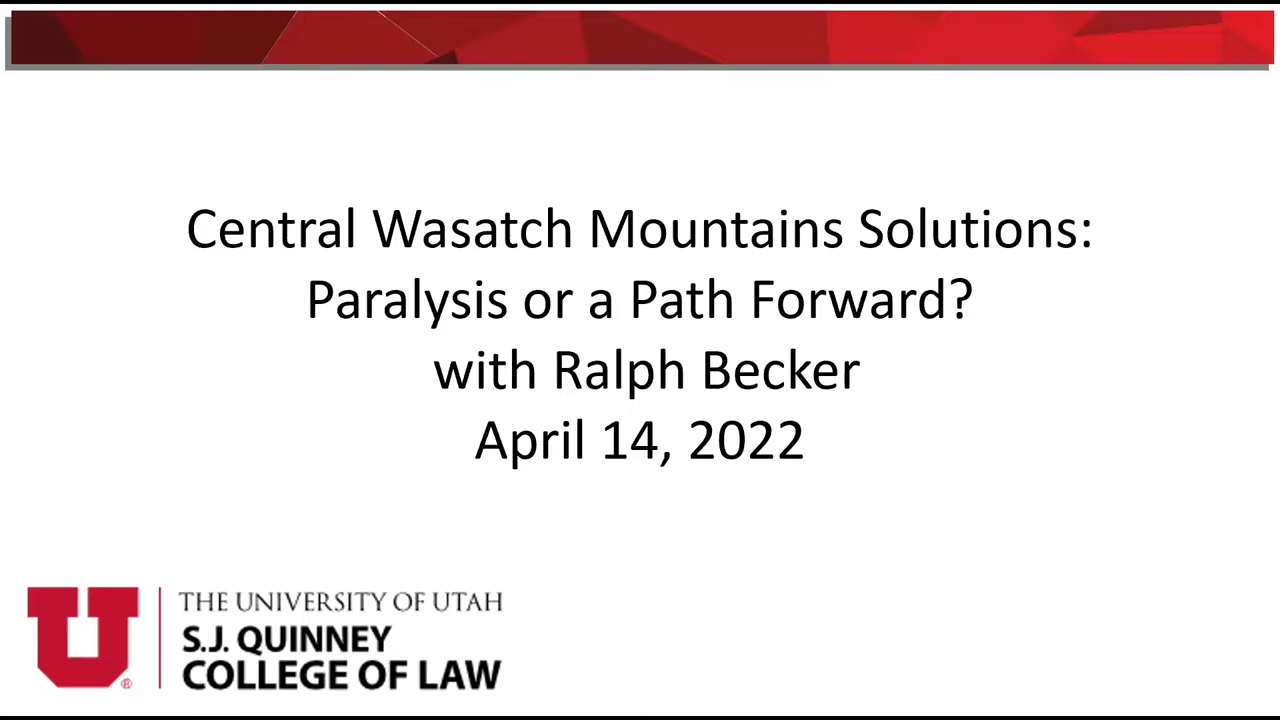 Central Wasatch Mountains Solutions:
Paralysis or a Path Forward?
with Ralph Becker
April 14, 2022
U®
THE UNIVERSITY OF UTAH
S.J. QUINNEY
COLLEGE OF LAW